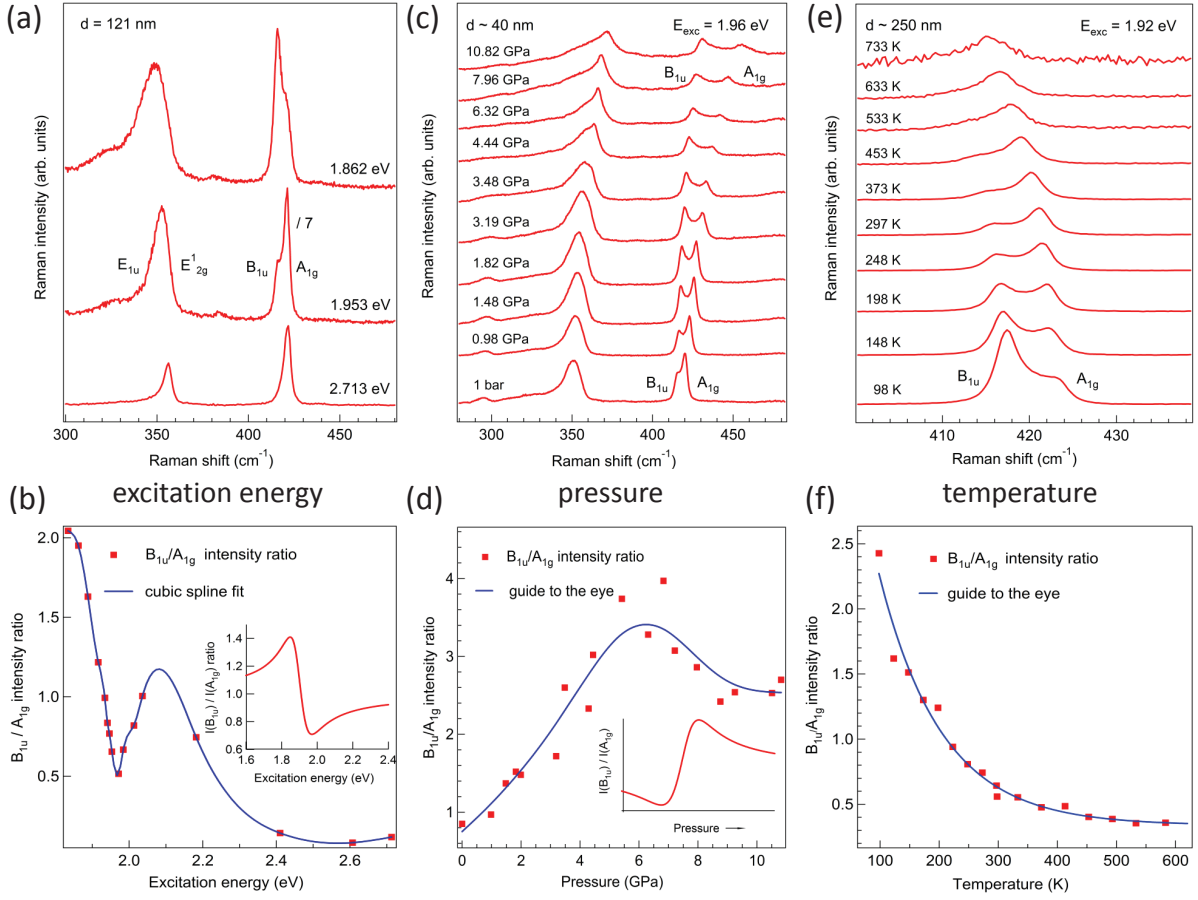 (a)
d = 121 nm
1.862 eV
/ 7
E1u
E¹2g
B1u
A1g
1.953 eV
2.713 eV
Raman intensity (arb. units)
300
350
400
450
Raman shift (cm⁻¹)
(c)
d ~ 40 nm
Eexc = 1.96 eV
10.82 GPa
B1u
A1g
7.96 GPa
6.32 GPa
4.44 GPa
3.48 GPa
3.19 GPa
1.82 GPa
1.48 GPa
0.98 GPa
B1u
A1g
1 bar
Raman intensity (arb. units)
280
320
360
400
440
Raman shift (cm⁻¹)
(e)
d ~ 250 nm
Eexc = 1.92 eV
733 K
633 K
533 K
453 K
373 K
297 K
248 K
198 K
148 K
B1u
A1g
98 K
Raman intesnity (arb. units)
410
420
430
Raman shift (cm⁻¹)
(b)
excitation energy
2.0
1.5
1.0
0.5
B1u / A1g intensity ratio
B1u/A1g intensity ratio
cubic spline fit
I(B1u) / I(A1g) ratio
1.4
1.2
1.0
0.8
0.6
1.6
1.8
2.0
2.2
2.4
Excitation energy (eV)
2.0
2.2
2.4
2.6
Excitation energy (eV)
(d)
pressure
4
3
2
1
B1u/A1g intensity ratio
B1u/A1g intensity ratio
guide to the eye
I(B1u) / I(A1g)
Pressure →
0
2
4
6
8
10
Pressure (GPa)
(f)
temperature
2.5
2.0
1.5
1.0
0.5
B1u/A1g intensity ratio
B1u/A1g intensity ratio
guide to the eye
100
200
300
400
500
600
Temperature (K)